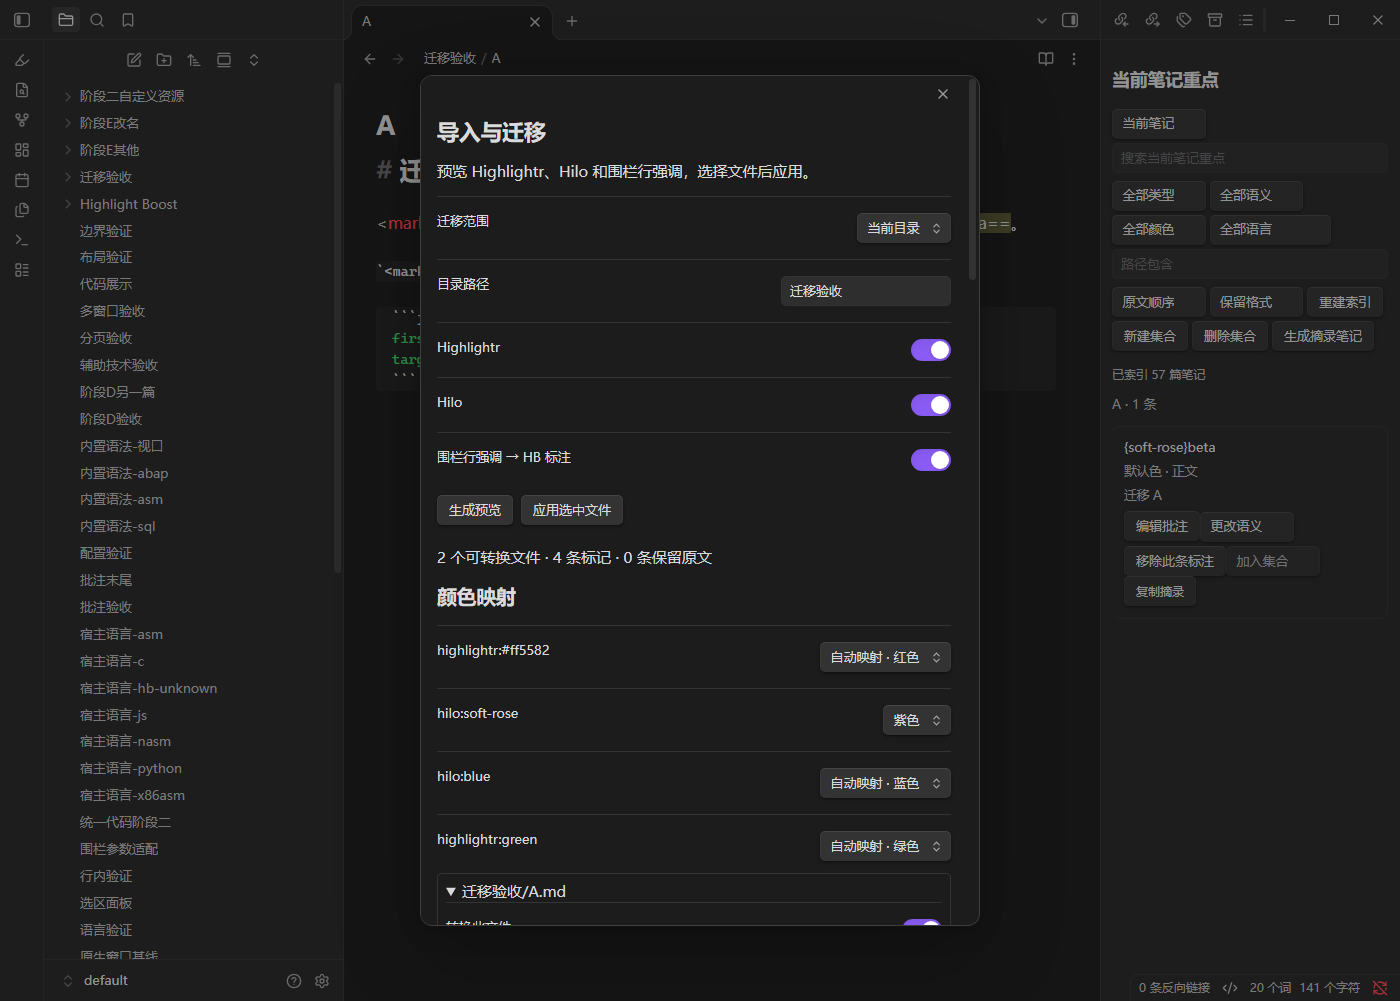 A
迁移验收 / A
阶段二自定义资源
阶段E改名
阶段E其他
迁移验收
Highlight Boost
边界验证
布局验证
代码展示
多窗口验收
分页验收
辅助技术验收
阶段D另一篇
阶段D验收
内置语法-视口
内置语法-abap
内置语法-asm
内置语法-sql
配置验证
批注末尾
批注验收
宿主语言-asm
宿主语言-c
宿主语言-hb-unknown
宿主语言-js
宿主语言-nasm
宿主语言-python
宿主语言-x86asm
统一代码阶段二
围栏参数适配
行内验证
选区面板
语言验证
原生窗口基线
default
A
# 迁
<mar
a==。
`<mar
```
firs
targ
```
导入与迁移
预览 Highlightr、Hilo 和围栏行强调，选择文件后应用。
迁移范围
当前目录
目录路径
迁移验收
Highlightr
Hilo
围栏行强调 → HB 标注
生成预览 应用选中文件
2 个可转换文件 · 4 条标记 · 0 条保留原文
颜色映射
highlightr:#ff5582
自动映射 · 红色
hilo:soft-rose
紫色
hilo:blue
自动映射 · 蓝色
highlightr:green
自动映射 · 绿色
▼ 迁移验收/A.md
转换此文件
当前笔记重点
当前笔记
搜索当前笔记重点
全部类型 全部语义
全部颜色 全部语言
路径包含
原文顺序 保留格式 重建索引
新建集合 删除集合 生成摘录笔记
已索引 57 篇笔记
A · 1 条
{soft-rose}beta
默认色 · 正文
迁移 A
编辑批注 更改语义
移除此条标注 加入集合
复制摘录
0 条反向链接 </> 20 个词 141 个字符